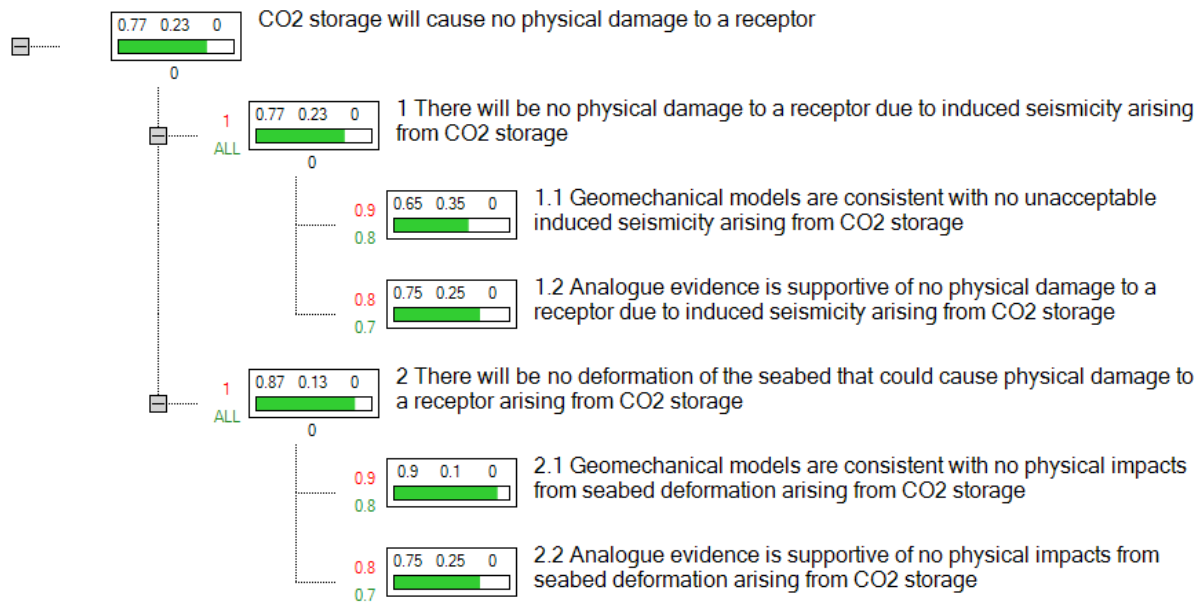 0.77 0.23 0 CO2 storage will cause no physical damage to a receptor
0
1 0.77 0.23 0 1 There will be no physical damage to a receptor due to induced seismicity arising
ALL from CO2 storage
0
0.9 0.65 0.35 0 1.1 Geomechanical models are consistent with no unacceptable
0.8 induced seismicity arising from CO2 storage
0.8 0.75 0.25 0 1.2 Analogue evidence is supportive of no physical damage to a
0.7 receptor due to induced seismicity arising from CO2 storage
1 0.87 0.13 0 2 There will be no deformation of the seabed that could cause physical damage to
ALL a receptor arising from CO2 storage
0
0.9 0.9 0.1 0 2.1 Geomechanical models are consistent with no physical impacts
0.8 from seabed deformation arising from CO2 storage
0.8 0.75 0.25 0 2.2 Analogue evidence is supportive of no physical impacts from
0.7 seabed deformation arising from CO2 storage